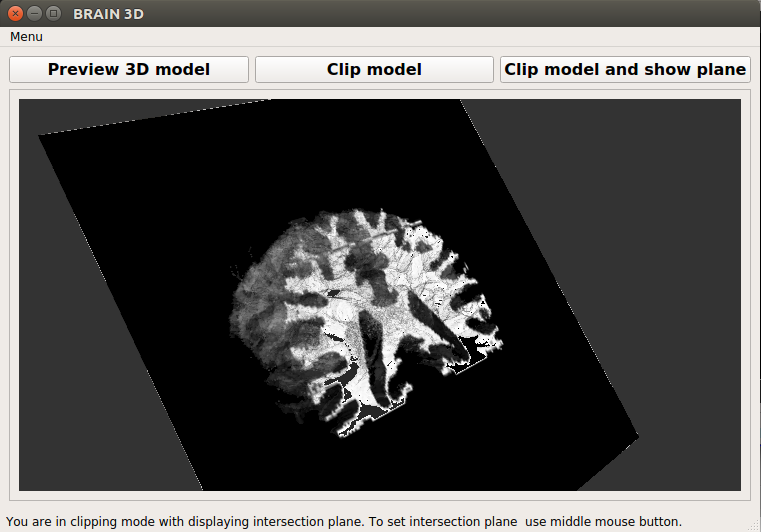 BRAIN 3D
Menu
Preview 3D model
Clip model
Clip model and show plane
You are in clipping mode with displaying intersection plane. To set intersection plane  use middle mouse button.